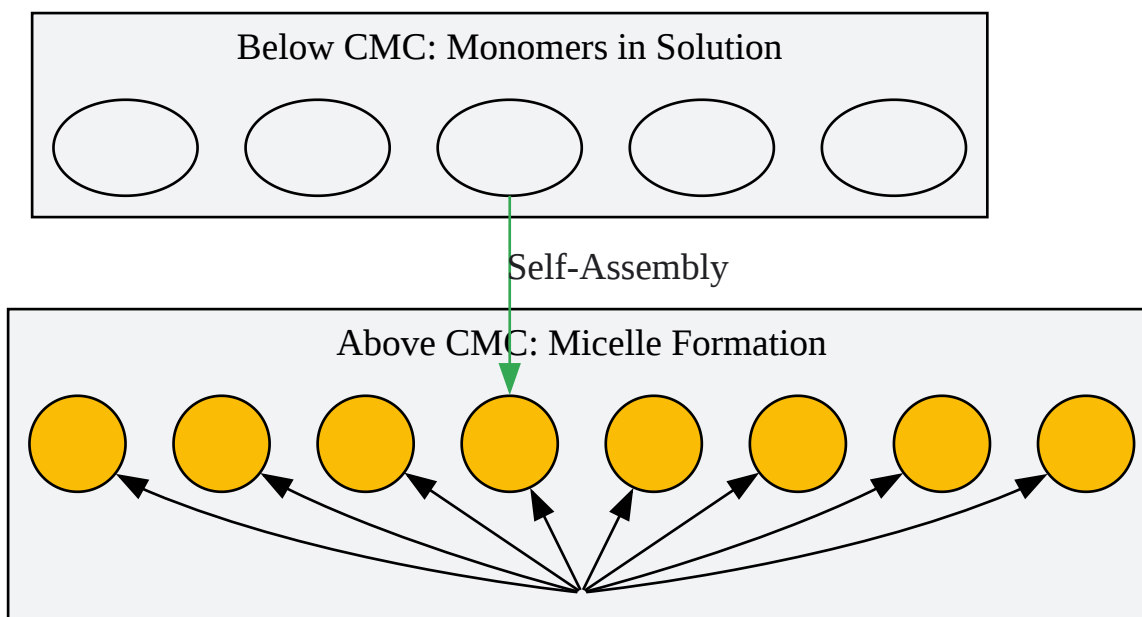 Below CMC: Monomers in Solution
Self-Assembly
Above CMC: Micelle Formation